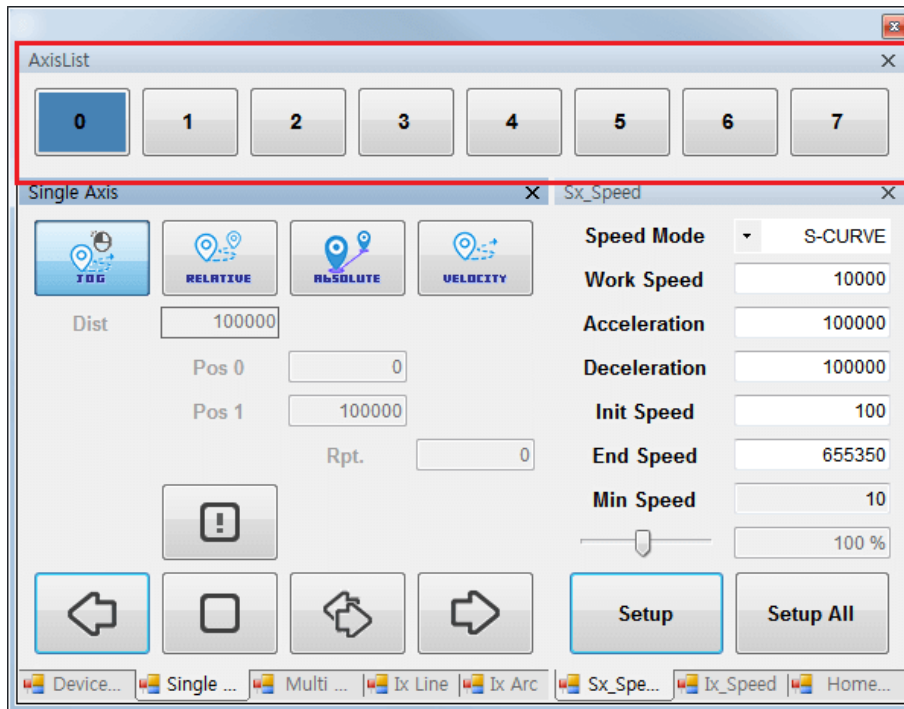 AxisList
0 1 2 3 4 5 6 7
Single Axis
Sx_Speed
JOG RELATIVE ABSOLUTE VELOCITY
Speed Mode S-CURVE
Work Speed 10000
Dist 100000
Acceleration 100000
Pos 0 0
Deceleration 100000
Pos 1 100000
Init Speed 100
Rpt. 0
End Speed 655350
Min Speed 10
100 %
Setup Setup All
Device... Single ... Multi ... Ix Line Ix Arc Sx_Spe... Ix_Speed Home...